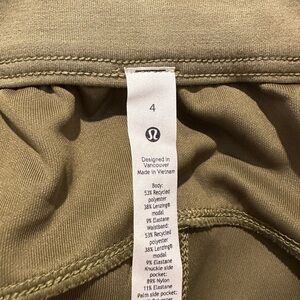 4
Designed in
Vancouver
Made in Vietnam
Body:
53% Recycled
polyester
38% Lenzing®
modal
9% Elastane
Waistband:
53% Recycled
polyester
38% Lenzing®
modal
9% Elastane
Knuckle side
pocket:
89% Nylon
11% Elastane
Palm side
pocket: